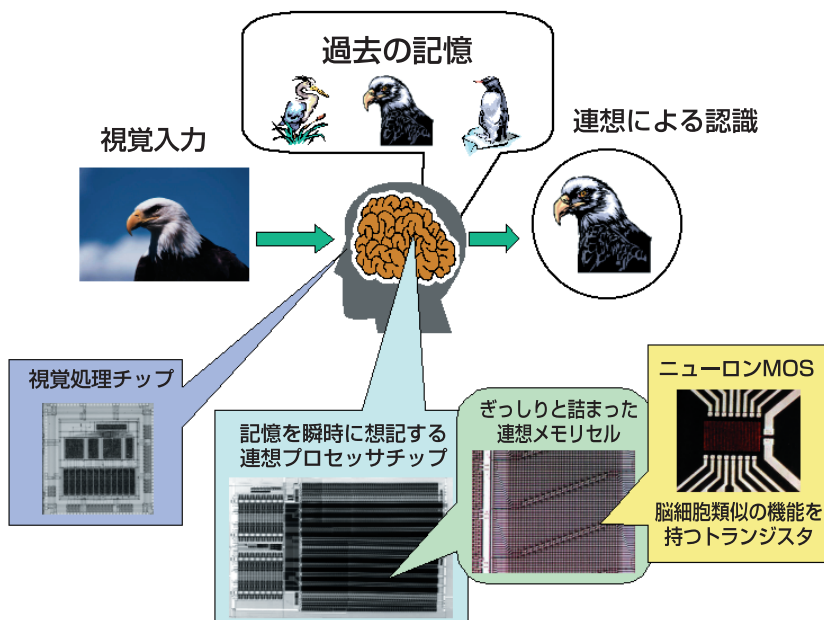 過去の記憶
視覚入力
連想による認識
視覚処理チップ
記憶を瞬時に想記する
連想プロセッサチップ
ぎっしりと詰まった
連想メモリセル
ニューロンMOS
脳細胞類似の機能を
持つトランジスタ